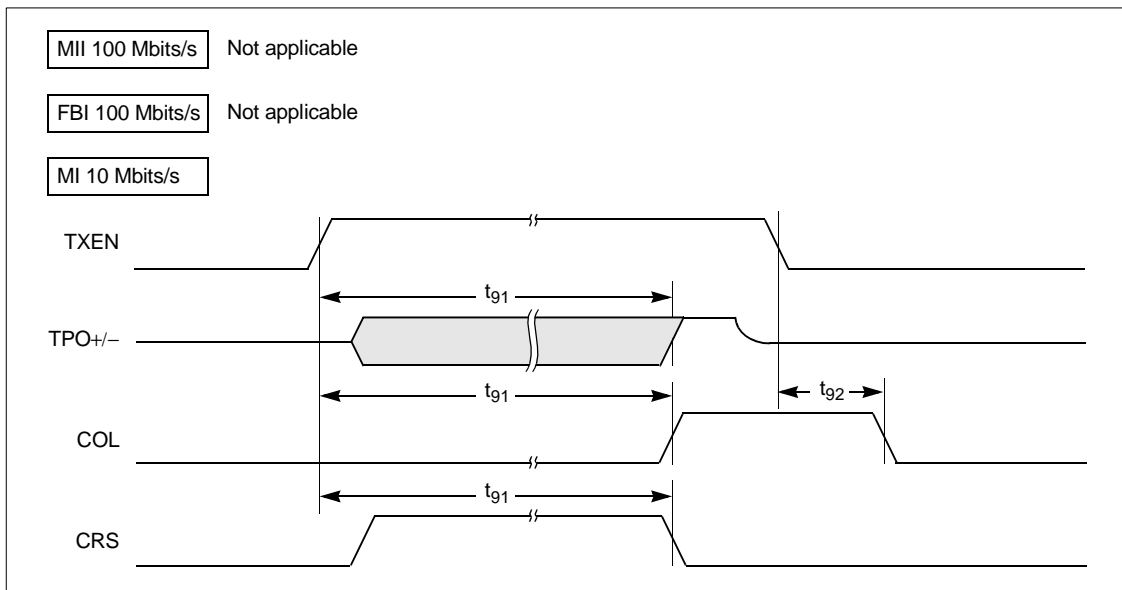 MII 100 Mbits/s Not applicable
FBI 100 Mbits/s Not applicable
MI 10 Mbits/s
TXEN
t91
TPO+/−
t91
t92
COL
t91
CRS